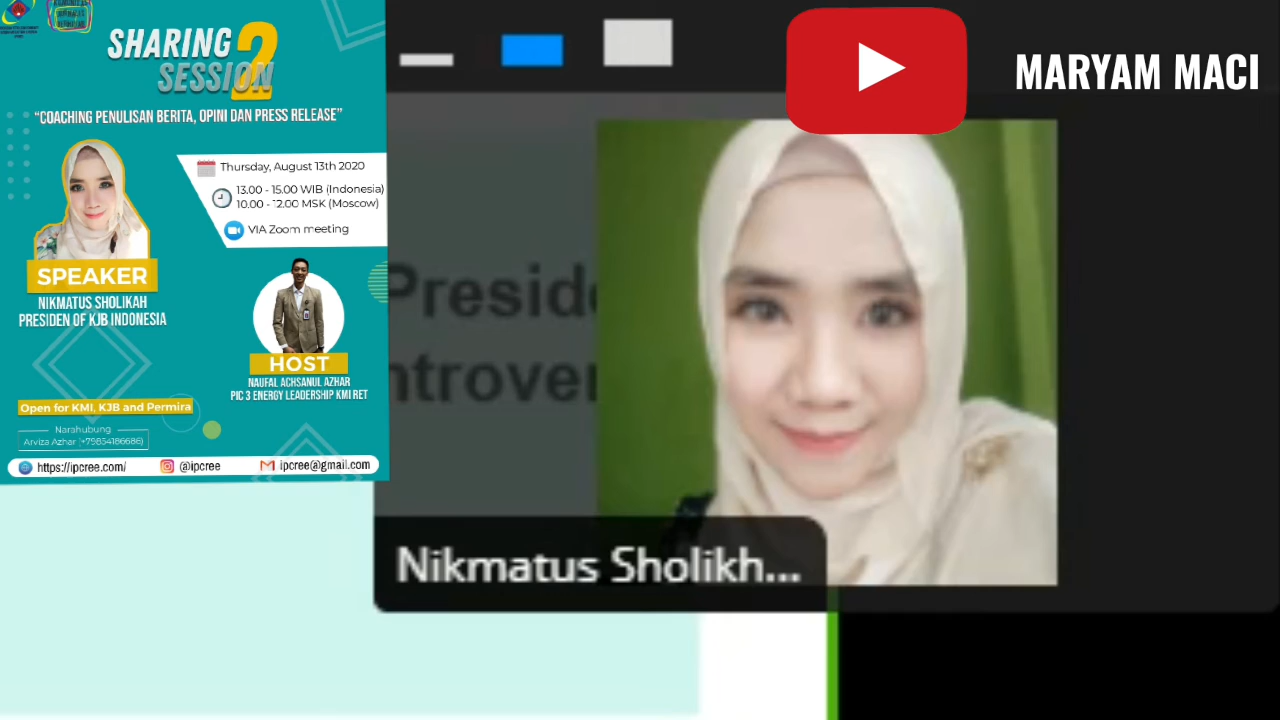 SHARING
SESSION
2
“COACHING PENULISAN BERITA, OPINI DAN PRESS RELEASE”
Thursday, August 13th 2020
13.00 - 15.00 WIB (Indonesia)
10.00 - 12.00 MSK (Moscow)
VIA Zoom meeting
SPEAKER
NIKMATUS SHOLIKAH
PRESIDEN OF KJB INDONESIA
HOST
NAUFAL ACHSANUL AZHAR
PIC 3 ENERGY LEADERSHIP KMI RET
Open for KMI, KJB and Permira
Narahubung
Arviza Azhar (+79854186686)
https://ipcree.com/
@ipcree
ipcree@gmail.com
MARYAM MACI
Presid
ntrover
Nikmatus Sholikh...